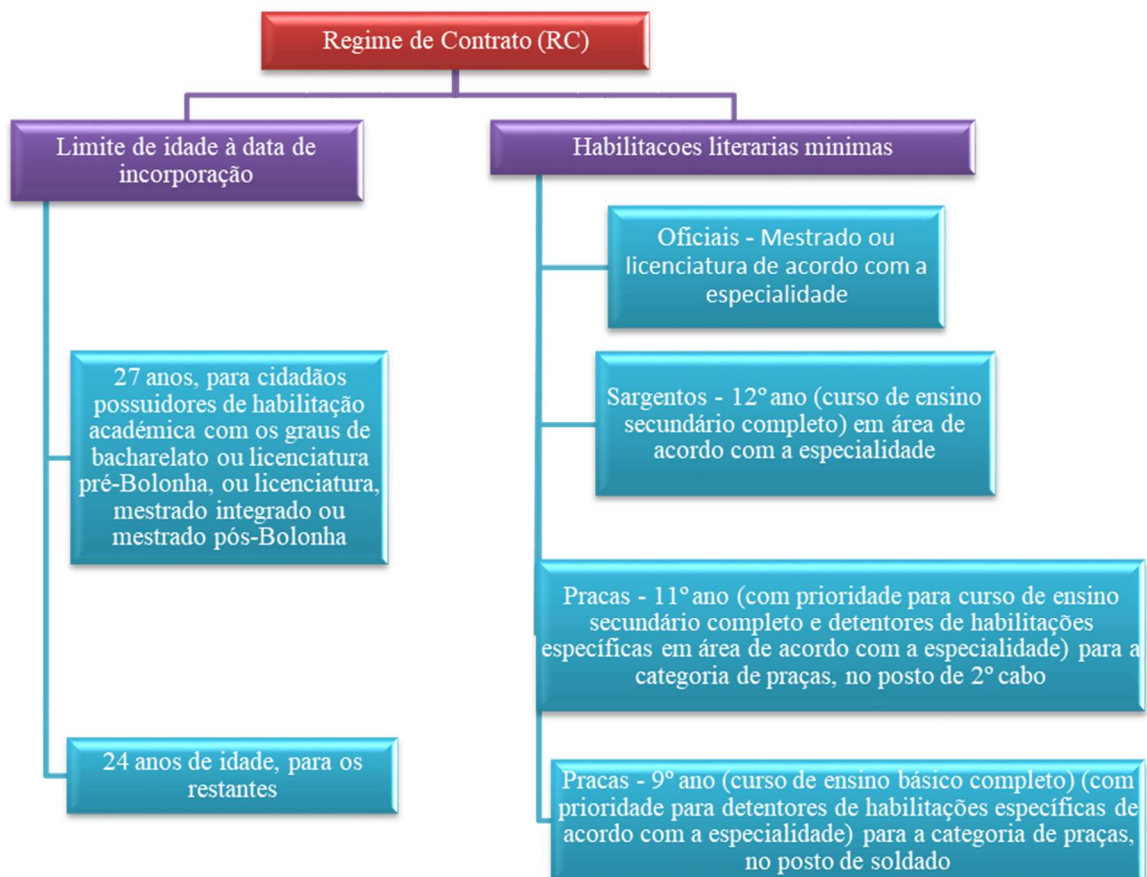 Regime de Contrato (RC)
Limite de idade à data de
incorporação
27 anos, para cidadãos
possuidores de habilitação
académica com os graus de
bacharelato ou licenciatura
pré-Bolonha, ou licenciatura,
mestrado integrado ou
mestrado pós-Bolonha
24 anos de idade, para os
restantes
Habilitacoes literarias minimas
Oficiais - Mestrado ou
licenciatura de acordo com a
especialidade
Sargentos - 12º ano (curso de ensino
secundário completo) em área de
acordo com a especialidade
Pracas - 11º ano (com prioridade para curso de ensino
secundário completo e detentores de habilitações
específicas em área de acordo com a especialidade) para a
categoria de praças, no posto de 2º cabo
Pracas - 9º ano (curso de ensino básico completo) (com
prioridade para detentores de habilitações específicas de
acordo com a especialidade) para a categoria de praças,
no posto de soldado